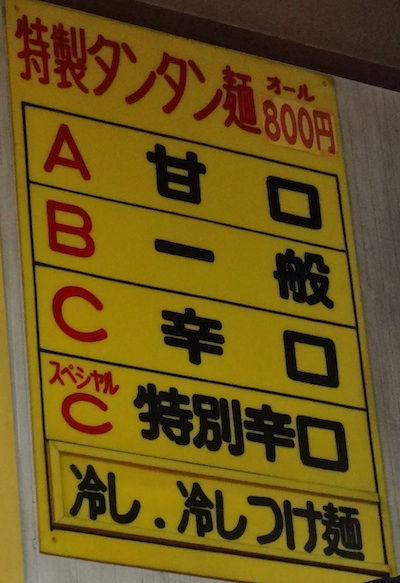 特製タンタン麺 オール800円
A 甘口
B 一般
C 辛口
スペシャルC 特別辛口
冷し.冷しつけ麺